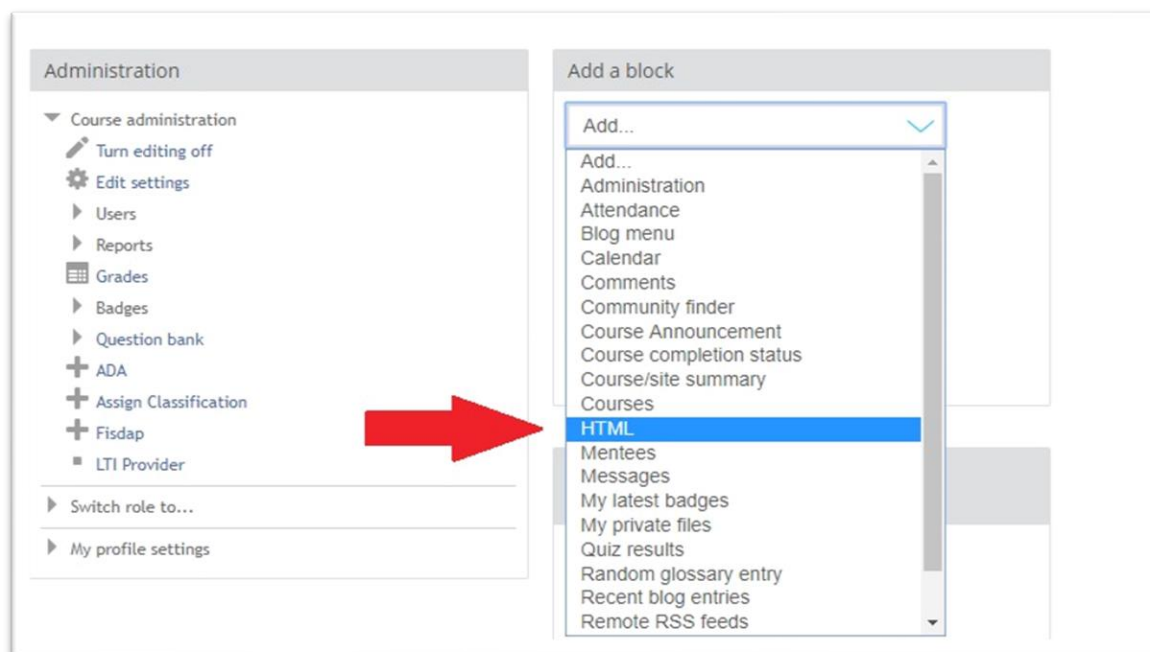 Administration
Course administration
Turn editing off
Edit settings
Users
Reports
Grades
Badges
Question bank
ADA
Assign Classification
Fisdap
LTI Provider
Switch role to...
My profile settings
Add a block
Add...
Add...
Administration
Attendance
Blog menu
Calendar
Comments
Community finder
Course Announcement
Course completion status
Course/site summary
Courses
HTML
Mentees
Messages
My latest badges
My private files
Quiz results
Random glossary entry
Recent blog entries
Remote RSS feeds